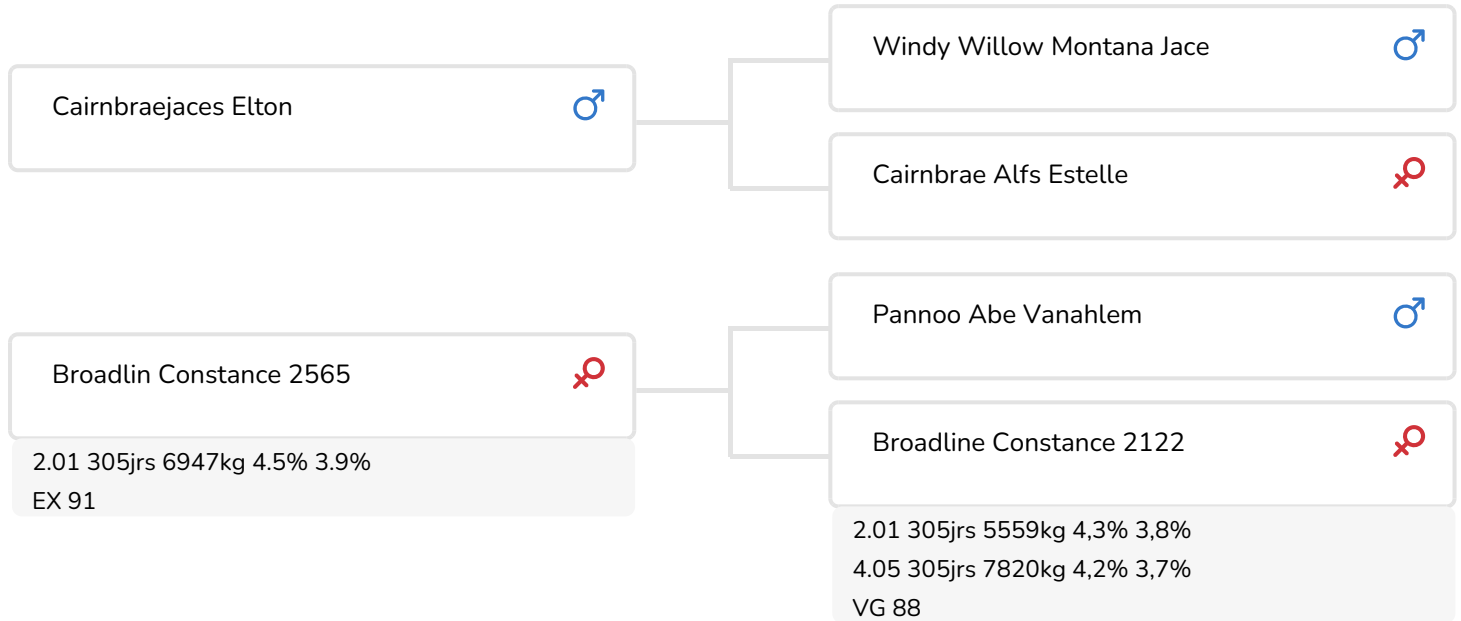 Cairnbraejaces Elton
Windy Willow Montana Jace
Cairnbrae Alfs Estelle
Broadlin Constance 2565
2.01 305jrs 6947kg 4.5% 3.9%
EX 91
Pannoo Abe Vanahlem
Broadline Constance 2122
2.01 305jrs 5559kg 4,3% 3,8%
4.05 305jrs 7820kg 4,2% 3,7%
VG 88